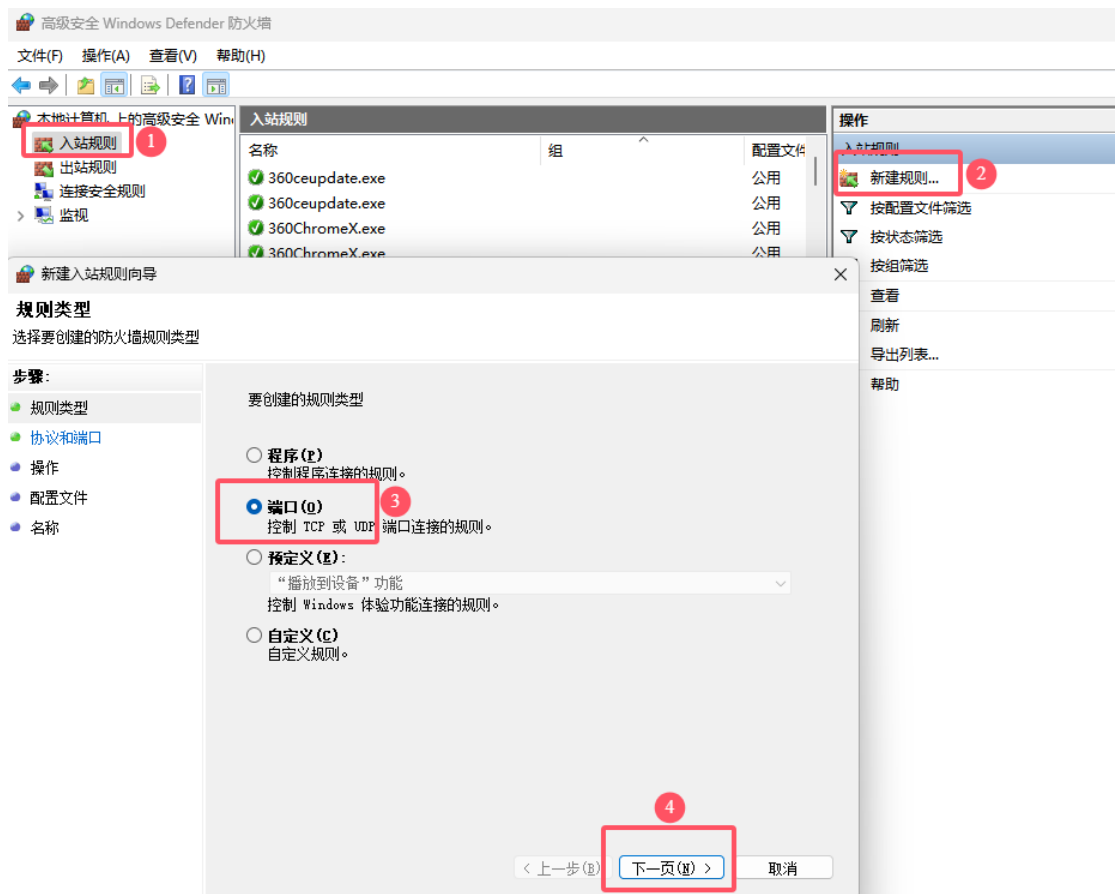 高级安全 Windows Defender 防火墙
文件(F) 操作(A) 查看(V) 帮助(H)
本地计算机 上的高级安全 Win
入站规则
1
出站规则
连接安全规则
监视
入站规则
名称 组 配置文件
360ceupdate.exe 公用
360ceupdate.exe 公用
360ChromeX.exe 公用
360ChromeX.exe 公用
操作
入站规则
新建规则...
2
按配置文件筛选
按状态筛选
按组筛选
查看
刷新
导出列表...
帮助
新建入站规则向导
规则类型
选择要创建的防火墙规则类型
步骤:
规则类型
协议和端口
操作
配置文件
名称
要创建的规则类型
程序(P)
控制程序连接的规则。
端口(O)
3
控制 TCP 或 UDP 端口连接的规则。
预定义(E):
“播放到设备”功能
控制 Windows 体验功能连接的规则。
自定义(C)
自定义规则。
4
< 上一步(B) 下一页(N) > 取消